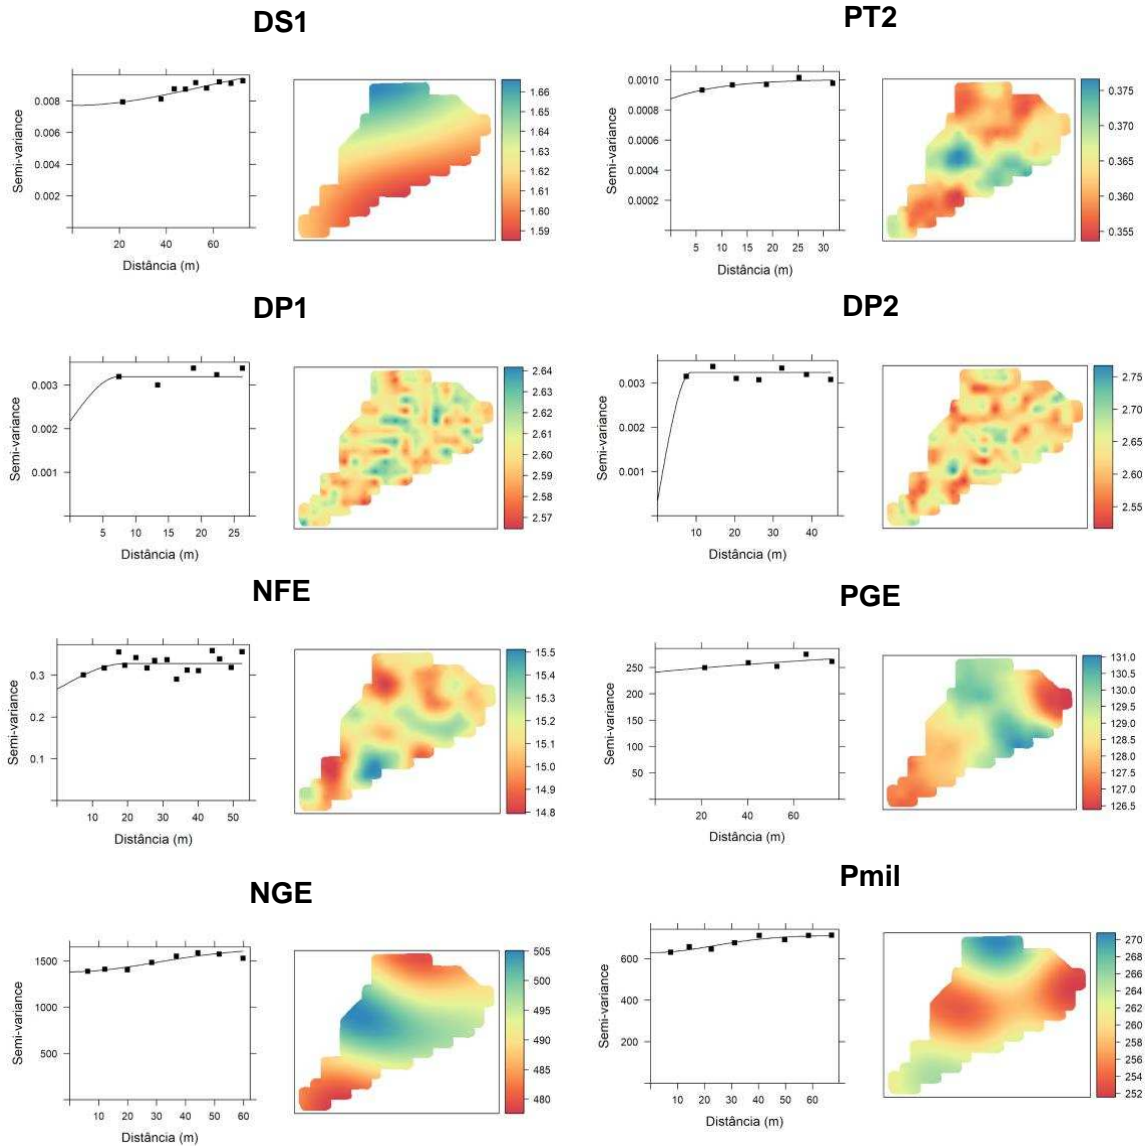 DS1
PT2
Semi-variance
0.008
0.006
0.004
0.002
20 40 60
Distância (m)
1.66
1.65
1.64
1.63
1.62
1.61
1.60
1.59
Semi-variance
0.0010
0.0008
0.0006
0.0004
0.0002
5 10 15 20 25 30
Distância (m)
0.375
0.370
0.365
0.360
0.355
DP1
DP2
Semi-variance
0.003
0.002
0.001
5 10 15 20 25
Distância (m)
2.64
2.63
2.62
2.61
2.60
2.59
2.58
2.57
Semi-variance
0.003
0.002
0.001
10 20 30 40
Distância (m)
2.75
2.70
2.65
2.60
2.55
NFE
PGE
Semi-variance
0.3
0.2
0.1
10 20 30 40 50
Distância (m)
15.5
15.4
15.3
15.2
15.1
15.0
14.9
14.8
Semi-variance
250
200
150
100
50
20 40 60
Distância (m)
131.0
130.5
130.0
129.5
129.0
128.5
128.0
127.5
127.0
126.5
NGE
Pmil
Semi-variance
1500
1000
500
10 20 30 40 50 60
Distância (m)
505
500
495
490
485
480
Semi-variance
600
400
200
10 20 30 40 50 60
Distância (m)
270
268
266
264
262
260
258
256
254
252